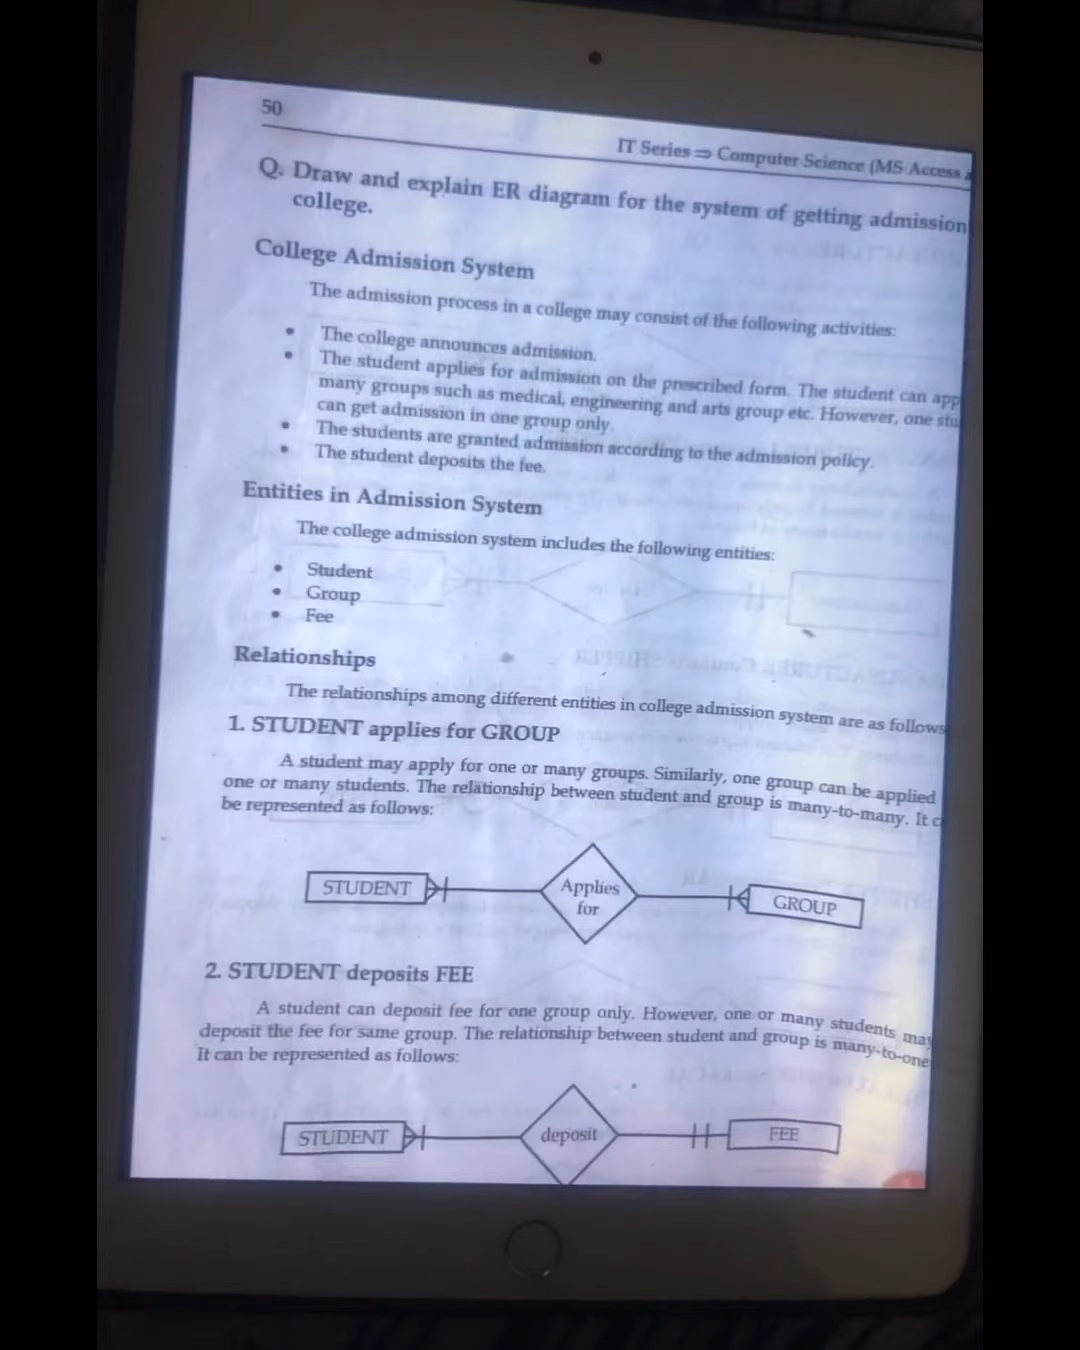 50
IT Series ⇒ Computer Science (MS Access
Q. Draw and explain ER diagram for the system of getting admission
college.
College Admission System
The admission process in a college may consist of the following activities:
• The college announces admission.
• The student applies for admission on the prescribed form. The student can app
many groups such as medical, engineering and arts group etc. However, one stu
can get admission in one group only.
• The students are granted admission according to the admission policy.
• The student deposits the fee.
Entities in Admission System
The college admission system includes the following entities:
• Student
• Group
• Fee
Relationships
The relationships among different entities in college admission system are as follows
1. STUDENT applies for GROUP
A student may apply for one or many groups. Similarly, one group can be applied
one or many students. The relationship between student and group is many-to-many. It c
be represented as follows:
STUDENT Applies for GROUP
2. STUDENT deposits FEE
A student can deposit fee for one group only. However, one or many students may
deposit the fee for same group. The relationship between student and group is many-to-one
It can be represented as follows:
STUDENT deposit FEE